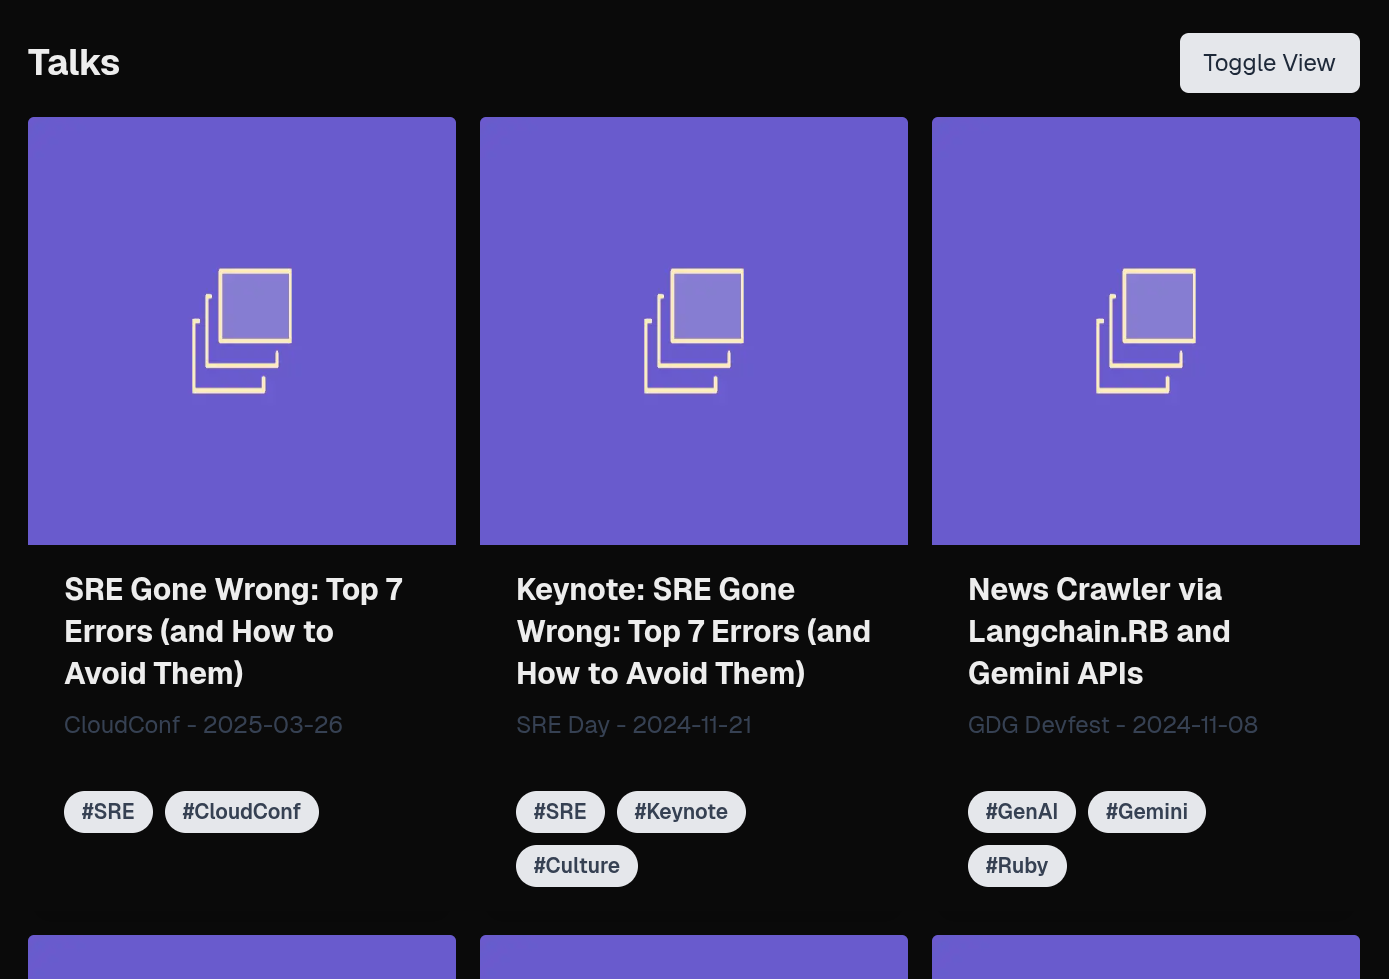 Talks
Toggle View
SRE Gone Wrong: Top 7
Errors (and How to
Avoid Them)
CloudConf - 2025-03-26
#SRE #CloudConf
Keynote: SRE Gone
Wrong: Top 7 Errors (and
How to Avoid Them)
SRE Day - 2024-11-21
#SRE #Keynote
#Culture
News Crawler via
Langchain.RB and
Gemini APIs
GDG Devfest - 2024-11-08
#GenAI #Gemini
#Ruby